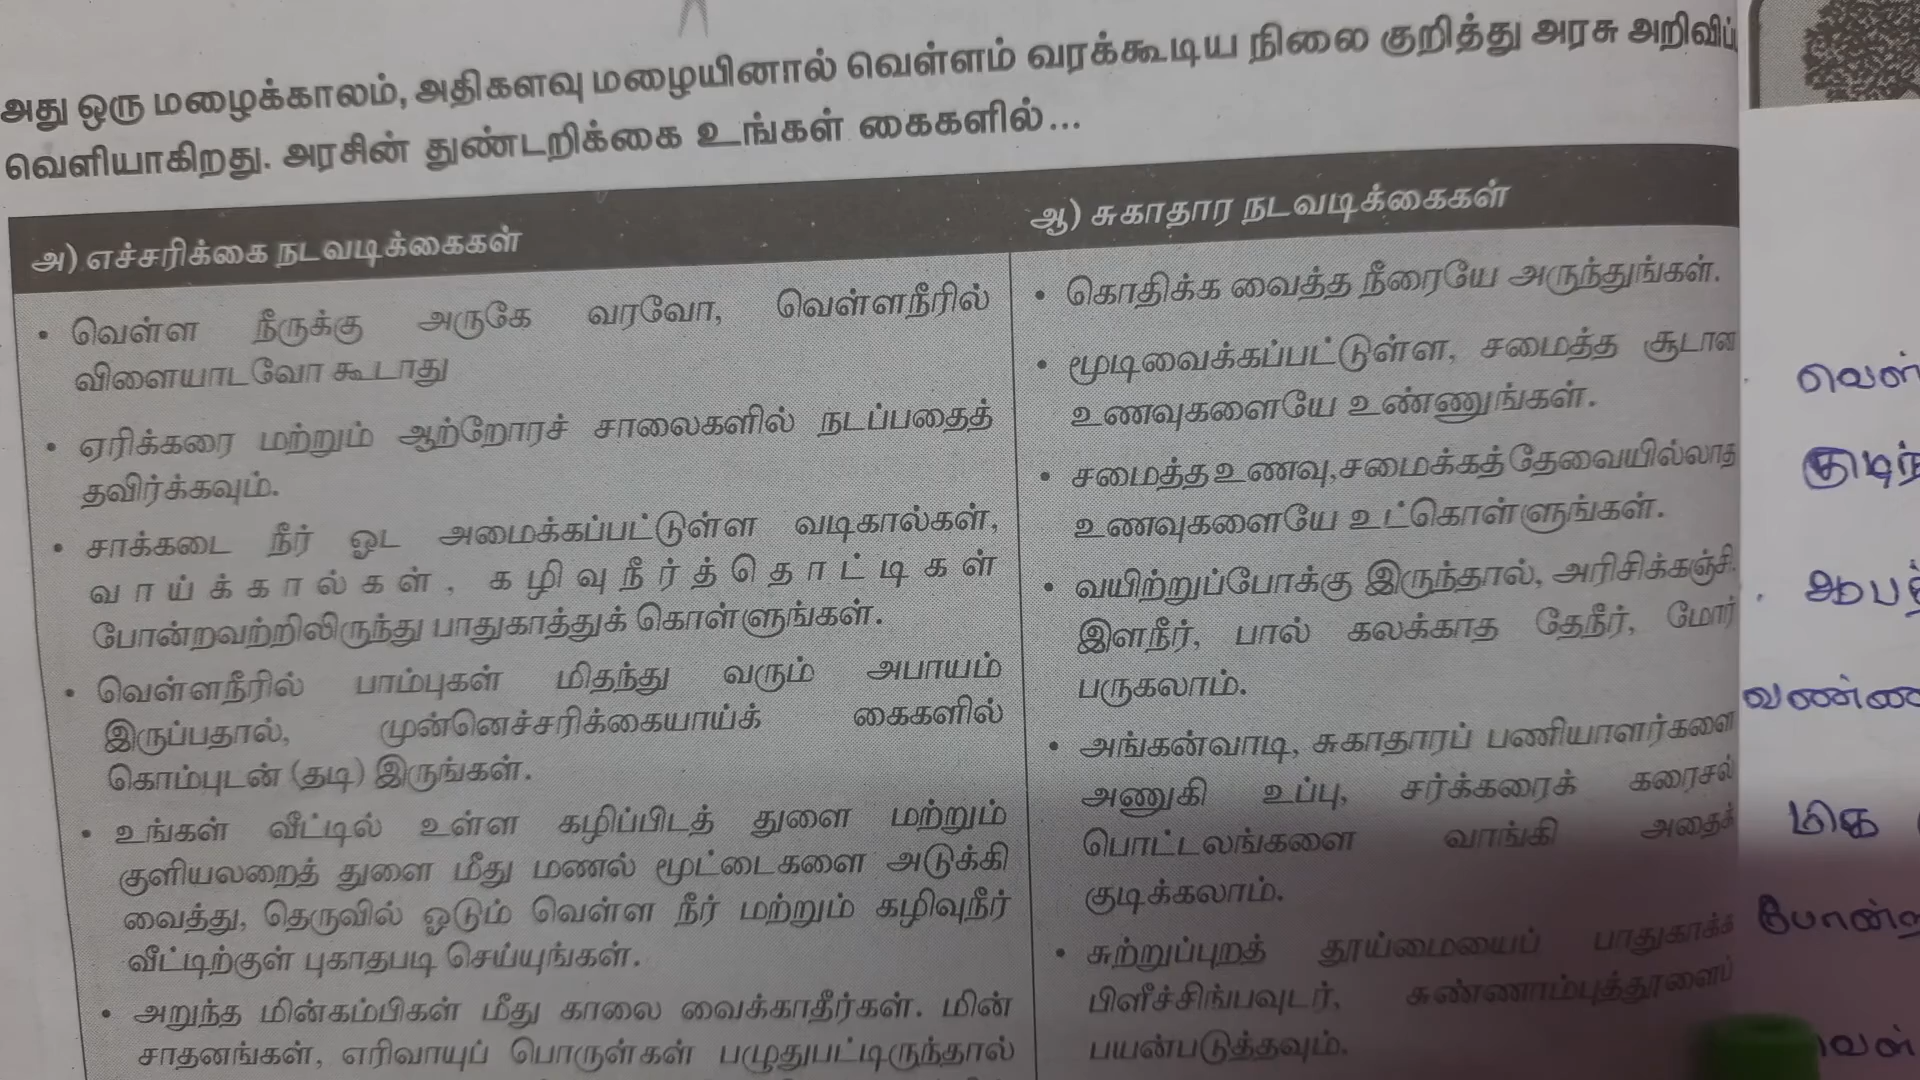 அது ஒரு மழைக்காலம், அதிகளவு மழையினால் வெள்ளம் வரக்கூடிய நிலை குறித்து அரசு அறிவிப்
வெளியாகிறது. அரசின் துண்டறிக்கை உங்கள் கைகளில்...
அ) எச்சரிக்கை நடவடிக்கைகள்
• வெள்ள நீருக்கு அருகே வரவோ, வெள்ளநீரில்
விளையாடவோ கூடாது
• ஏரிக்கரை மற்றும் ஆற்றோரச் சாலைகளில் நடப்பதைத்
தவிர்க்கவும்.
• சாக்கடை நீர் ஓட அமைக்கப்பட்டுள்ள வடிகால்கள்,
வாய்க்கால்கள், கழிவுநீர்த்தொட்டிகள்
போன்றவற்றிலிருந்து பாதுகாத்துக் கொள்ளுங்கள்.
• வெள்ளநீரில் பாம்புகள் மிதந்து வரும் அபாயம்
இருப்பதால், முன்னெச்சரிக்கையாய்க் கைகளில்
கொம்புடன் (தடி) இருங்கள்.
• உங்கள் வீட்டில் உள்ள கழிப்பிடத் துளை மற்றும்
குளியலறைத் துளை மீது மணல் மூட்டைகளை அடுக்கி
வைத்து, தெருவில் ஓடும் வெள்ள நீர் மற்றும் கழிவுநீர்
வீட்டிற்குள் புகாதபடி செய்யுங்கள்.
• அறுந்த மின்கம்பிகள் மீது காலை வைக்காதீர்கள். மின்
சாதனங்கள், எரிவாயுப் பொருள்கள் பழுதுபட்டிருந்தால்
ஆ) சுகாதார நடவடிக்கைகள்
• கொதிக்க வைத்த நீரையே அருந்துங்கள்.
• மூடிவைக்கப்பட்டுள்ள, சமைத்த சூடான
உணவுகளையே உண்ணுங்கள்.
• சமைத்த உணவு, சமைக்கத் தேவையில்லாத
உணவுகளையே உட்கொள்ளுங்கள்.
• வயிற்றுப்போக்கு இருந்தால், அரிசிக்கஞ்சி,
இளநீர், பால் கலக்காத தேநீர், மோர்
பருகலாம்.
• அங்கன்வாடி, சுகாதாரப் பணியாளர்களை
அணுகி உப்பு, சர்க்கரைக் கரைசல்
பொட்டலங்களை வாங்கி அதைக்
குடிக்கலாம்.
• சுற்றுப்புறத் தூய்மையைப் பாதுகாக்க
பிளீச்சிங்பவுடர், சுண்ணாம்புத்தூளைப்
பயன்படுத்தவும்.
வெள்
குடிந்
ஆபத்
வண்ண
மிக
போன்ற
வெள்